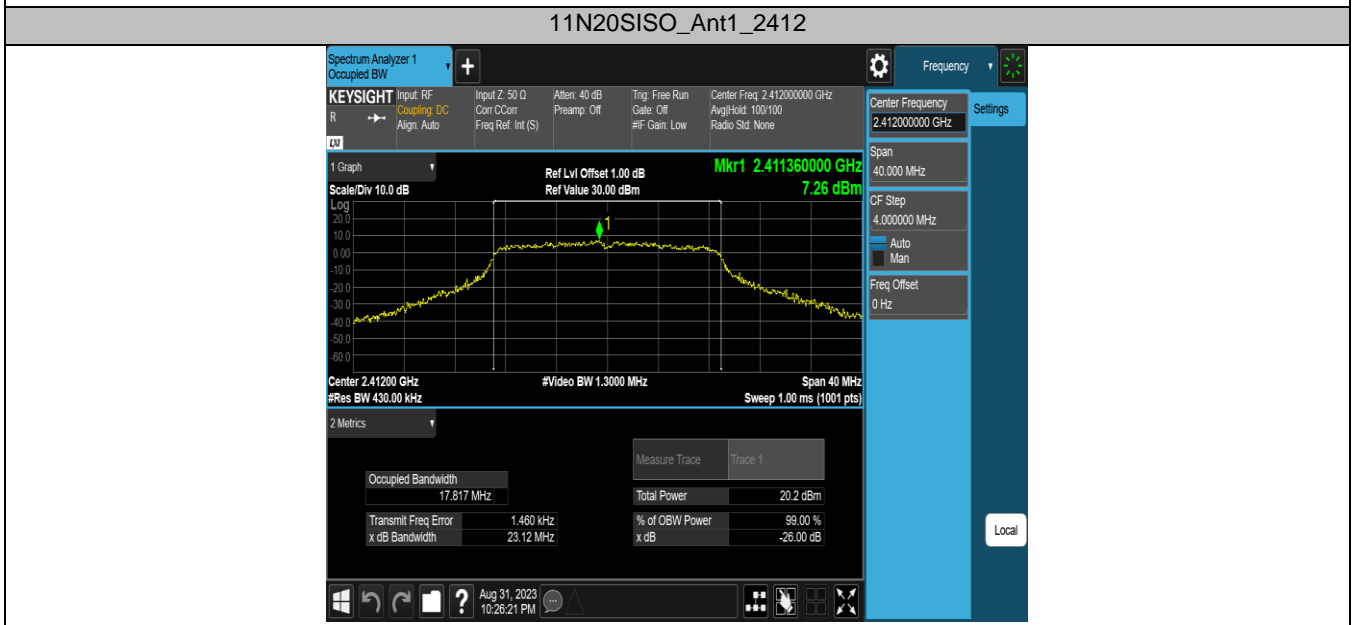 11N20SISO_Ant1_2412
Spectrum Analyzer 1
Occupied BW
+
Frequency
KEYSIGHT
R
LXI
Input: RF
Coupling: DC
Align: Auto
Input Z: 50 Ω
Corr CCorr
Freq Ref: Int (S)
Atten: 40 dB
Preamp: Off
Trig: Free Run
Gate: Off
#IF Gain: Low
Center Freq: 2.412000000 GHz
Avg|Hold: 100/100
Radio Std: None
Center Frequency
2.412000000 GHz
Settings
Span
40.000 MHz
CF Step
4.000000 MHz
Auto
Man
Freq Offset
0 Hz
Local
1 Graph
Scale/Div 10.0 dB
Ref Lvl Offset 1.00 dB
Ref Value 30.00 dBm
Mkr1 2.411360000 GHz
7.26 dBm
Log
20.0
10.0
0.00
-10.0
-20.0
-30.0
-40.0
-50.0
-60.0
1
Center 2.41200 GHz
#Video BW 1.3000 MHz
Span 40 MHz
#Res BW 430.00 kHz
Sweep 1.00 ms (1001 pts)
2 Metrics
Measure Trace Trace 1
Occupied Bandwidth
17.817 MHz
Total Power 20.2 dBm
Transmit Freq Error 1.460 kHz
% of OBW Power 99.00 %
x dB Bandwidth 23.12 MHz
x dB -26.00 dB
?
Aug 31, 2023
10:26:21 PM